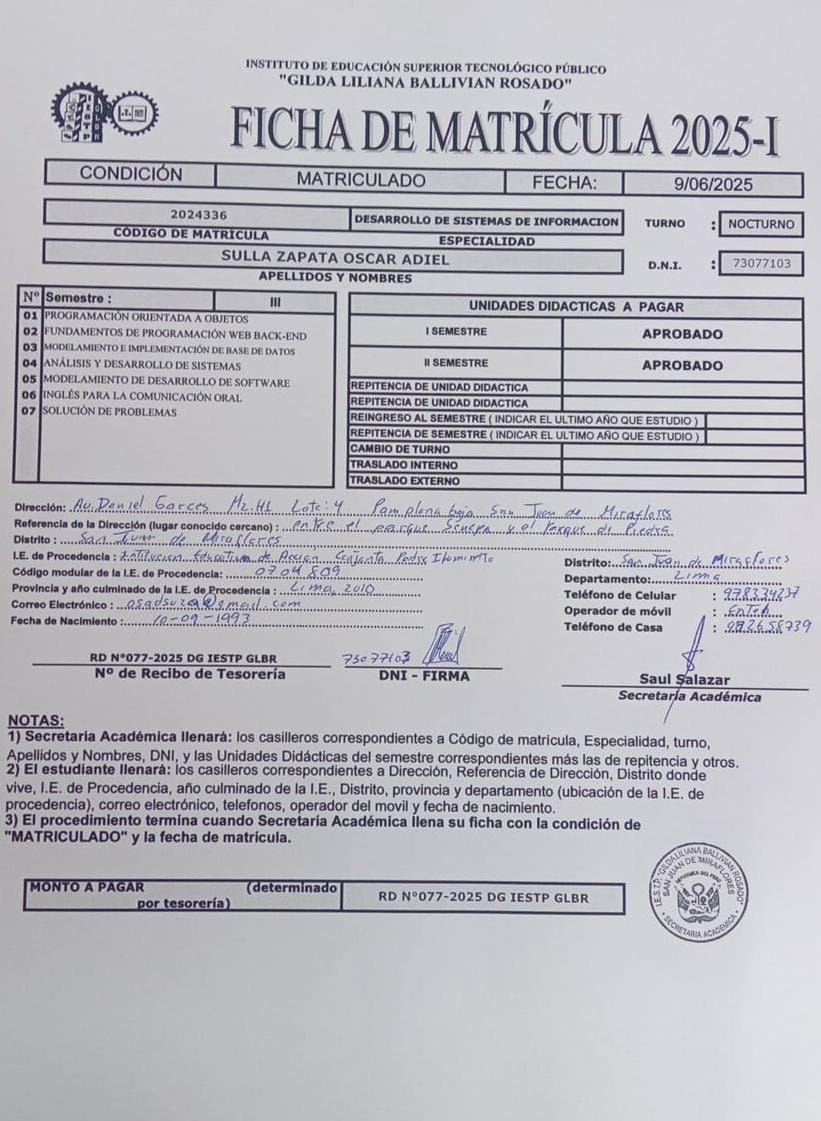 INSTITUTO DE EDUCACIÓN SUPERIOR TECNOLÓGICO PÚBLICO
"GILDA LILIANA BALLIVIAN ROSADO"
FICHA DE MATRÍCULA 2025-I
CONDICIÓN MATRICULADO FECHA: 9/06/2025
2024336 DESARROLLO DE SISTEMAS DE INFORMACION TURNO : NOCTURNO
CÓDIGO DE MATRÍCULA ESPECIALIDAD
SULLA ZAPATA OSCAR ADIEL D.N.I. : 73077103
APELLIDOS Y NOMBRES
Nº Semestre : III
01 PROGRAMACIÓN ORIENTADA A OBJETOS
02 FUNDAMENTOS DE PROGRAMACIÓN WEB BACK-END
03 MODELAMIENTO E IMPLEMENTACIÓN DE BASE DE DATOS
04 ANÁLISIS Y DESARROLLO DE SISTEMAS
05 MODELAMIENTO DE DESARROLLO DE SOFTWARE
06 INGLÉS PARA LA COMUNICACIÓN ORAL
07 SOLUCIÓN DE PROBLEMAS
UNIDADES DIDACTICAS A PAGAR
I SEMESTRE APROBADO
II SEMESTRE APROBADO
REPITENCIA DE UNIDAD DIDACTICA
REPITENCIA DE UNIDAD DIDACTICA
REINGRESO AL SEMESTRE ( INDICAR EL ULTIMO AÑO QUE ESTUDIO )
REPITENCIA DE SEMESTRE ( INDICAR EL ULTIMO AÑO QUE ESTUDIO )
CAMBIO DE TURNO
TRASLADO INTERNO
TRASLADO EXTERNO
Dirección: Av. Daniel Garces Mz. H1 Lote: 4 Pamplona baja San Juan de Miraflores
Referencia de la Dirección (lugar conocido cercano) : entre el parque y el Parque de Piedra
Distrito : San Juan de Miraflores
I.E. de Procedencia : Educativa de Accion Conjunta Pedro
Código modular de la I.E. de Procedencia: 0704809
Provincia y año culminado de la I.E. de Procedencia : Lima, 2010
Correo Electrónico : @gmail.com
Fecha de Nacimiento : 10-09-1993
Distrito: San Juan de Miraflores
Departamento: Lima
Teléfono de Celular : 978334237
Operador de móvil : Entel
Teléfono de Casa :
RD N°077-2025 DG IESTP GLBR
Nº de Recibo de Tesorería
73077103
DNI - FIRMA
Saul Salazar
Secretaria Académica
NOTAS:
1) Secretaria Académica llenará: los casilleros correspondientes a Código de matricula, Especialidad, turno,
Apellidos y Nombres, DNI, y las Unidades Didácticas del semestre correspondientes más las de repitencia y otros.
2) El estudiante llenará: los casilleros correspondientes a Dirección, Referencia de Dirección, Distrito donde
vive, I.E. de Procedencia, año culminado de la I.E., Distrito, provincia y departamento (ubicación de la I.E. de
procedencia), correo electrónico, telefonos, operador del movil y fecha de nacimiento.
3) El procedimiento termina cuando Secretaría Académica llena su ficha con la condición de
"MATRICULADO" y la fecha de matrícula.
MONTO A PAGAR (determinado
por tesorería)
RD N°077-2025 DG IESTP GLBR
I.E.S.T.P. "GILDA LILIANA BALLIVIAN ROSADO"
SAN JUAN DE MIRAFLORES
REPUBLICA DEL PERU
SECRETARIA ACADEMICA